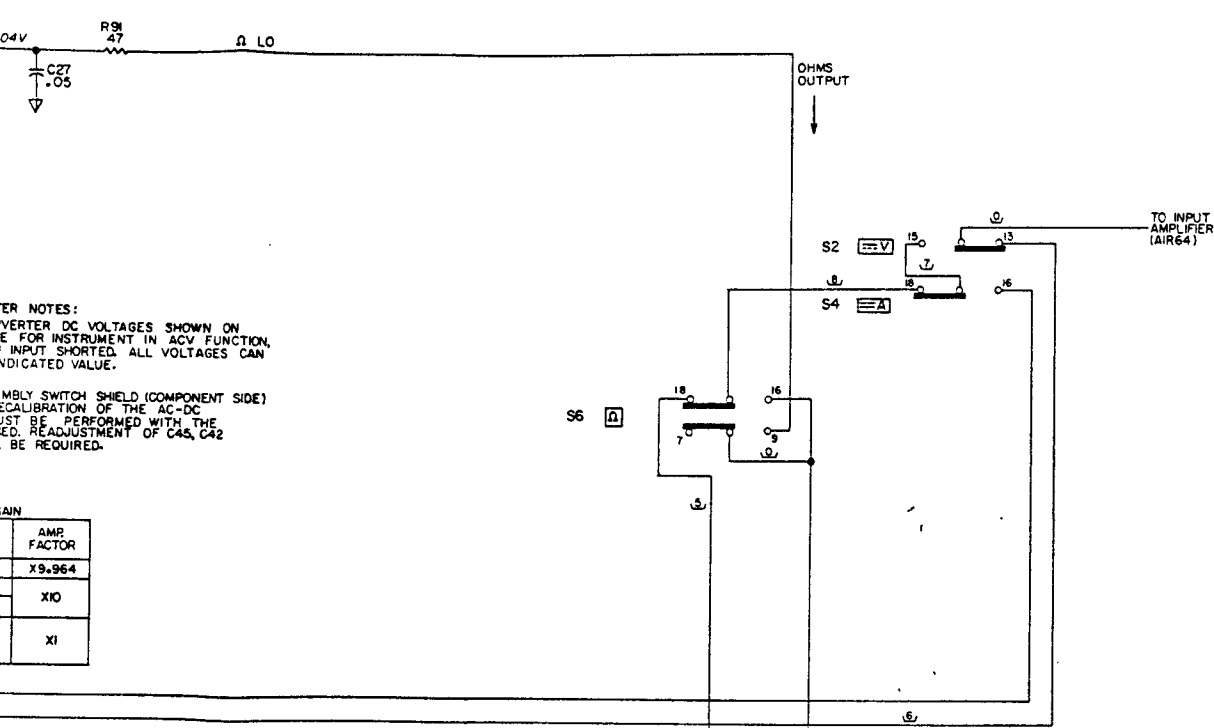 04V
R91
47
Ω LO
C27
.05
OHMS
OUTPUT
TO INPUT
AMPLIFIER
(A1R64)
0
S2
V
15
13
7
8
18
16
S4
A
TER NOTES:
VERTER DC VOLTAGES SHOWN ON
E FOR INSTRUMENT IN ACV FUNCTION,
INPUT SHORTED. ALL VOLTAGES CAN
NDICATED VALUE.
MBLY SWITCH SHIELD (COMPONENT SIDE)
ECALIBRATION OF THE AC-DC
UST BE PERFORMED WITH THE
ED. READJUSTMENT OF C45, C42
BE REQUIRED.
18
16
S6
Ω
7
9
0
5
AIN
AMP.
FACTOR
X9.964
X10
X1
6